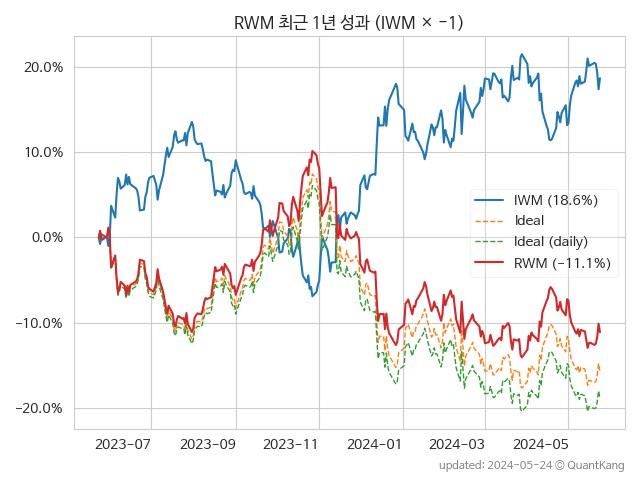 RWM 최근 1년 성과 (IWM × −1)
20.0%
10.0%
0.0%
−10.0%
−20.0%
IWM (18.6%)
Ideal
Ideal (daily)
RWM (−11.1%)
2023−07
2023−09
2023−11
2024−01
2024−03
2024−05
updated: 2024-05-24 © QuantKang